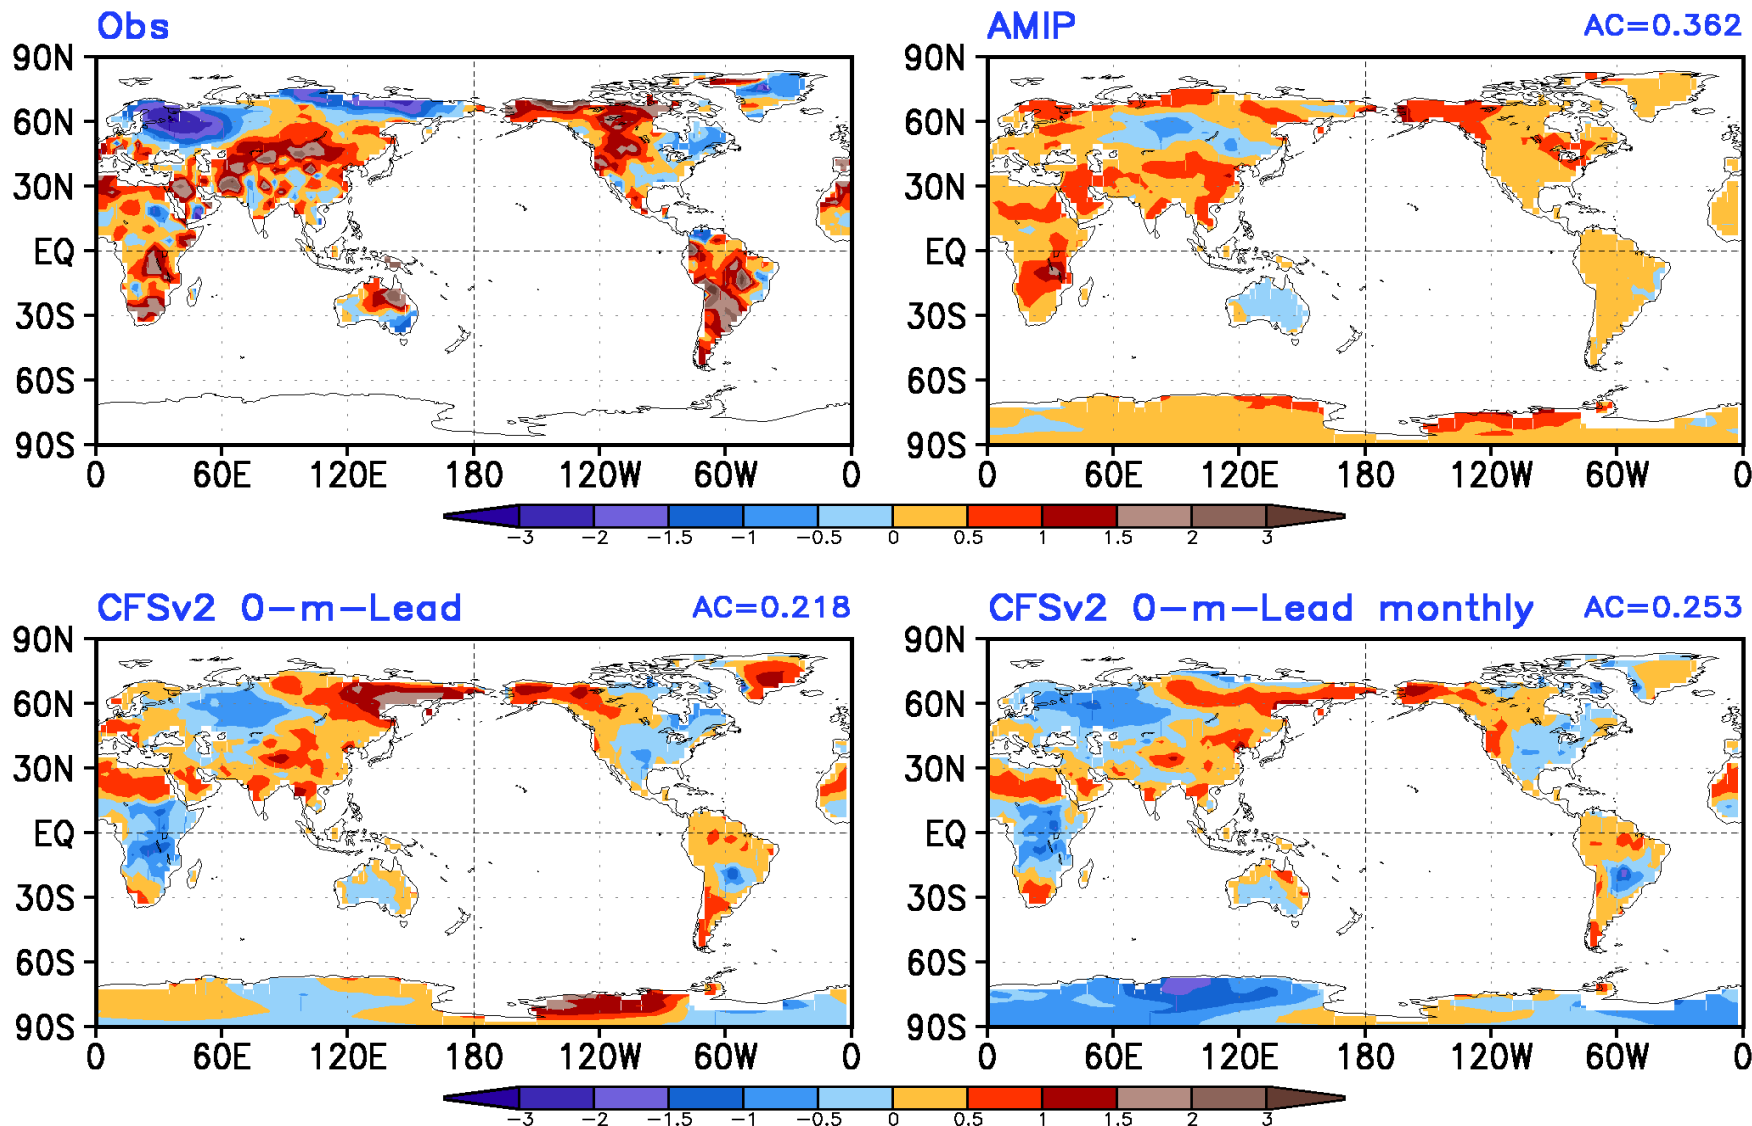 Obs
AMIP AC=0.362
90N
60N
30N
EQ
30S
60S
90S
0 60E 120E 180 120W 60W 0
90N
60N
30N
EQ
30S
60S
90S
0 60E 120E 180 120W 60W 0
-3 -2 -1.5 -1 -0.5 0 0.5 1 1.5 2 3
CFSv2 0-m-Lead AC=0.218
CFSv2 0-m-Lead monthly AC=0.253
90N
60N
30N
EQ
30S
60S
90S
0 60E 120E 180 120W 60W 0
90N
60N
30N
EQ
30S
60S
90S
0 60E 120E 180 120W 60W 0
-3 -2 -1.5 -1 -0.5 0 0.5 1 1.5 2 3